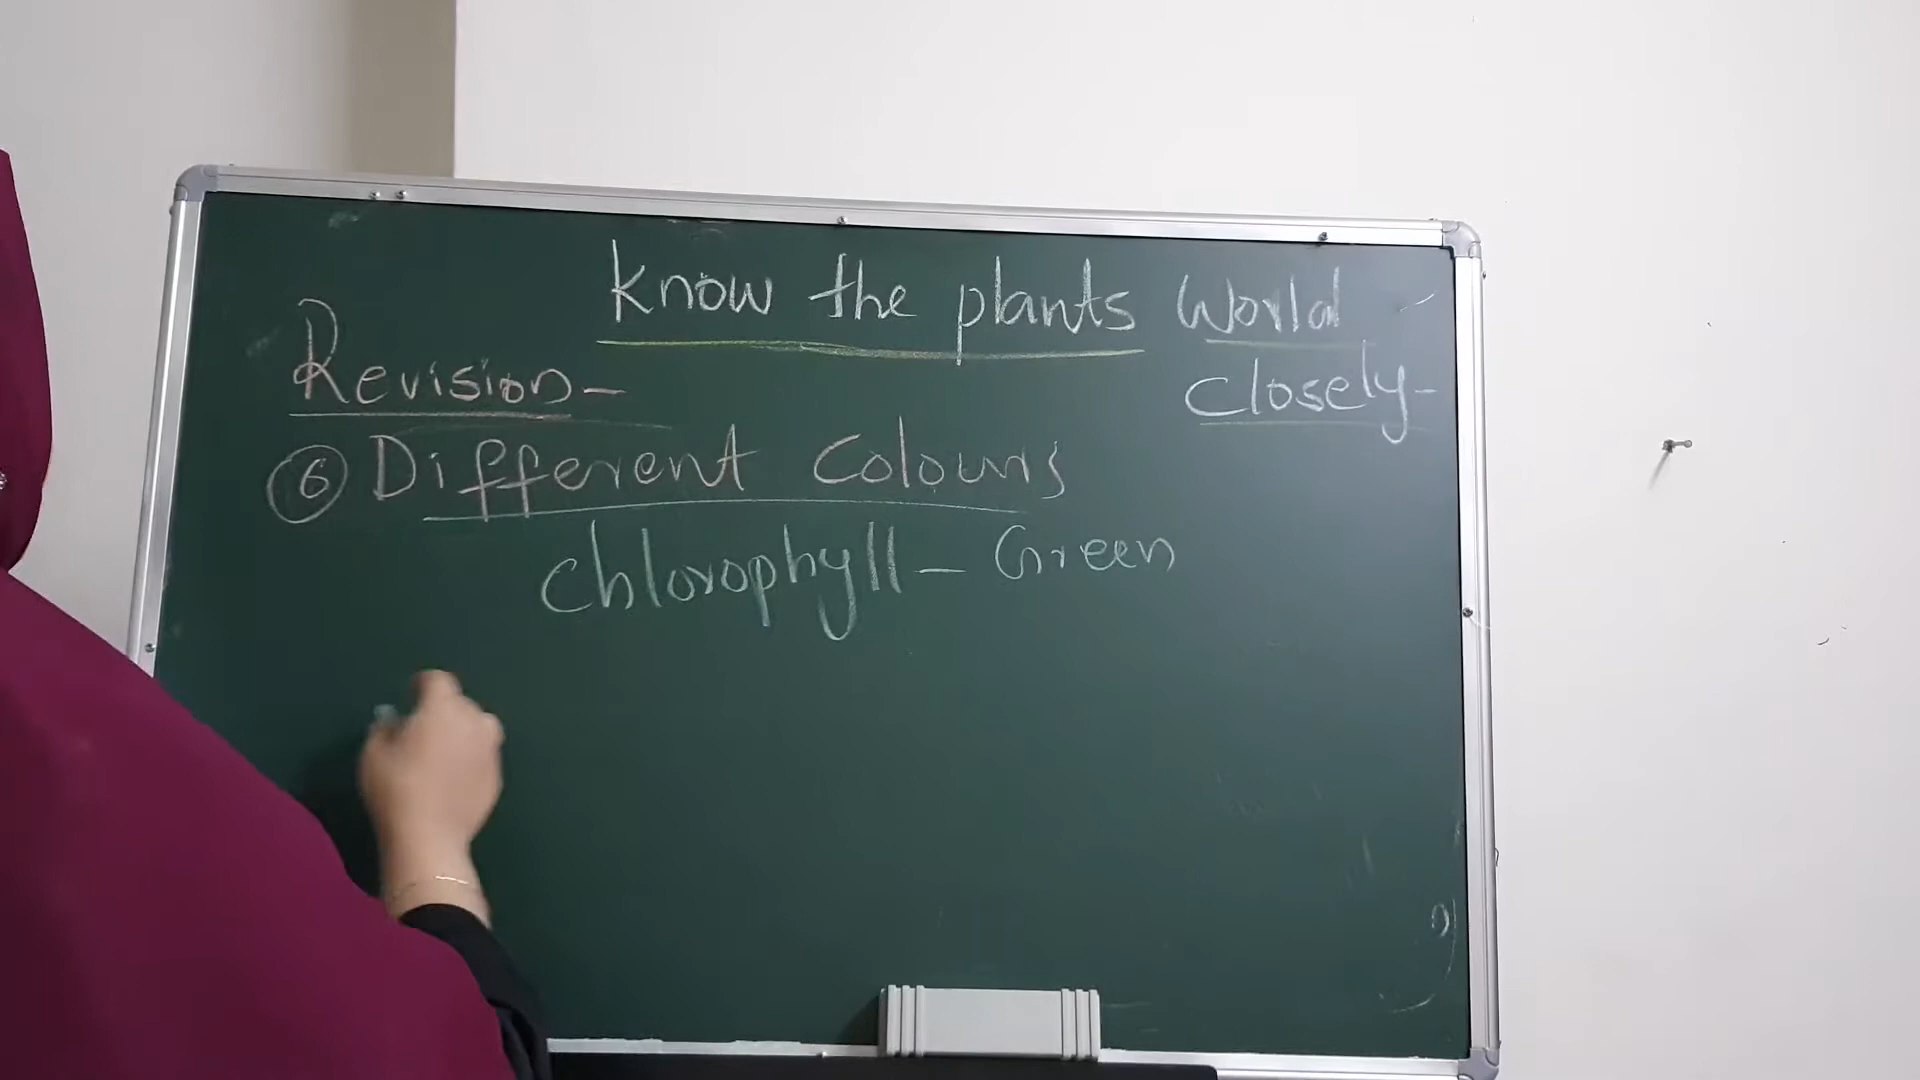 Know the plants World
closely-
Revision-
⑥ Different Colours
Chlorophyll - Green